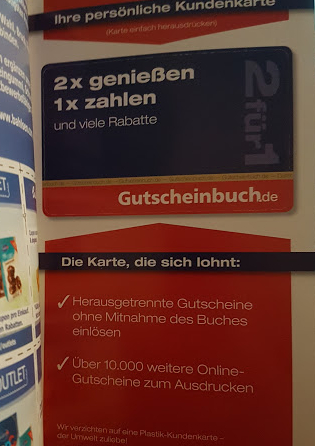 Ihre persönliche Kundenkarte
(Karte einfach herausdrücken!)
2x genießen
1x zahlen
und viele Rabatte
2für1
Gutscheinbuch.de
Die Karte, die sich lohnt:
✓ Herausgetrennte Gutscheine
ohne Mitnahme des Buches
einlösen
✓ Über 10.000 weitere Online-
Gutscheine zum Ausdrucken
Wir verzichten auf eine Plastik-Kundenkarte –
der Umwelt zuliebe!